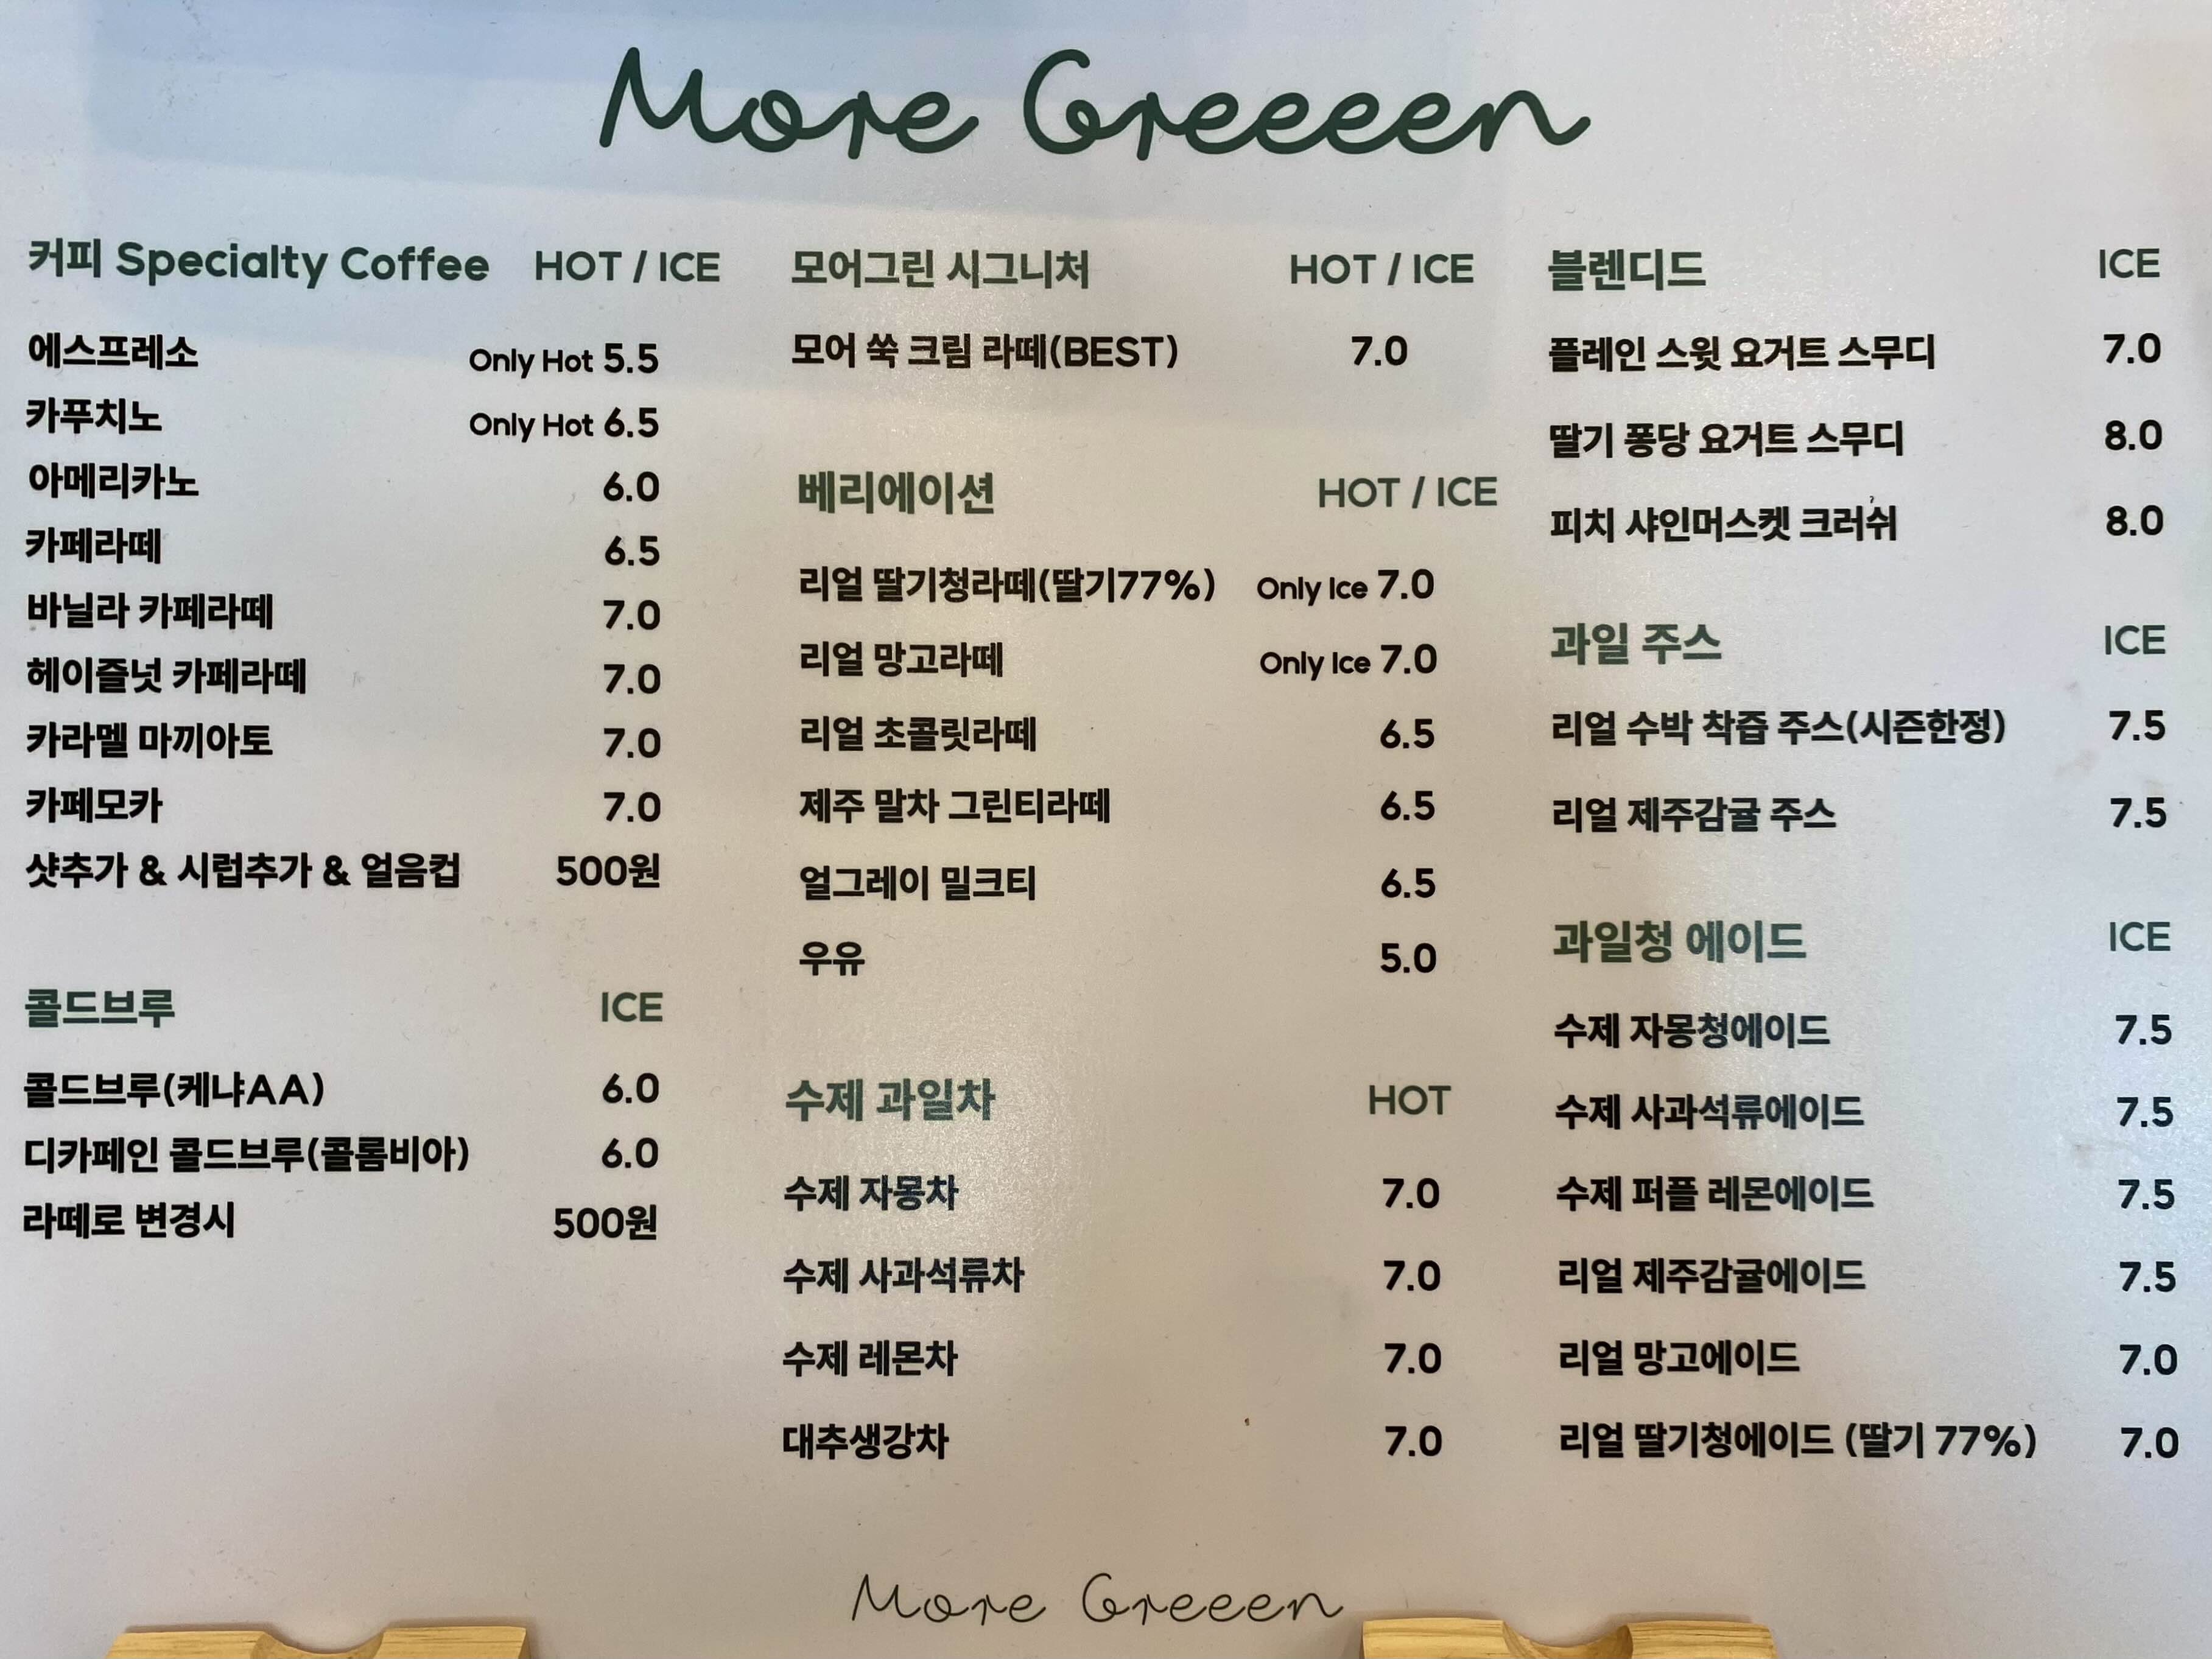 More Greeeen
커피 Specialty Coffee HOT / ICE
에스프레소 Only Hot 5.5
카푸치노 Only Hot 6.5
아메리카노 6.0
카페라떼 6.5
바닐라 카페라떼 7.0
헤이즐넛 카페라떼 7.0
카라멜 마끼아토 7.0
카페모카 7.0
샷추가 & 시럽추가 & 얼음컵 500원
콜드브루 ICE
콜드브루(케냐AA) 6.0
디카페인 콜드브루(콜롬비아) 6.0
라떼로 변경시 500원
모어그린 시그니처 HOT / ICE
모어 쑥 크림 라떼(BEST) 7.0
베리에이션 HOT / ICE
리얼 딸기청라떼(딸기77%) Only Ice 7.0
리얼 망고라떼 Only Ice 7.0
리얼 초콜릿라떼 6.5
제주 말차 그린티라떼 6.5
얼그레이 밀크티 6.5
우유 5.0
수제 과일차 HOT
수제 자몽차 7.0
수제 사과석류차 7.0
수제 레몬차 7.0
대추생강차 7.0
블렌디드 ICE
플레인 스윗 요거트 스무디 7.0
딸기 퐁당 요거트 스무디 8.0
피치 샤인머스켓 크러쉬 8.0
과일 주스 ICE
리얼 수박 착즙 주스(시즌한정) 7.5
리얼 제주감귤 주스 7.5
과일청 에이드 ICE
수제 자몽청에이드 7.5
수제 사과석류에이드 7.5
수제 퍼플 레몬에이드 7.5
리얼 제주감귤에이드 7.5
리얼 망고에이드 7.0
리얼 딸기청에이드 (딸기 77%) 7.0
More Greeen